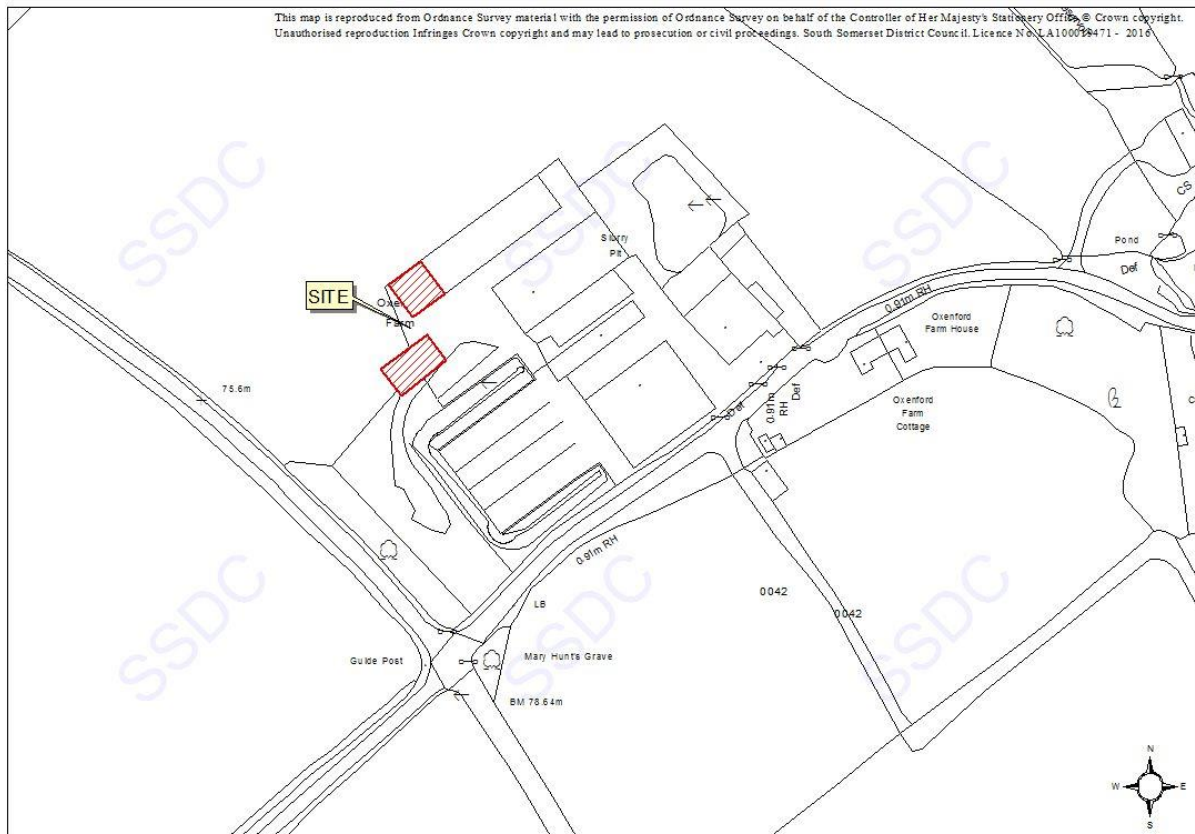 This map is reproduced from Ordnance Survey material with the permission of Ordnance Survey on behalf of the Controller of Her Majesty's Stationery Office © Crown copyright.
Unauthorised reproduction Infringes Crown copyright and may lead to prosecution or civil proceedings. South Somerset District Council. Licence No. LA100019471 - 2016
SSDC
SSDC
SSDC
CS
Slurry
Pit
Pond
Def
SITE
Farm
0.91m RH
Oxenford
Farm House
75.6m
Def
0.91m
RH
Def
Oxenford
Farm
Cottage
0.91m RH
SSDC
SSDC
SSDC
0042
0042
LB
Guide Post
Mary Hunt's Grave
BM 78.64m
N
W
E
S